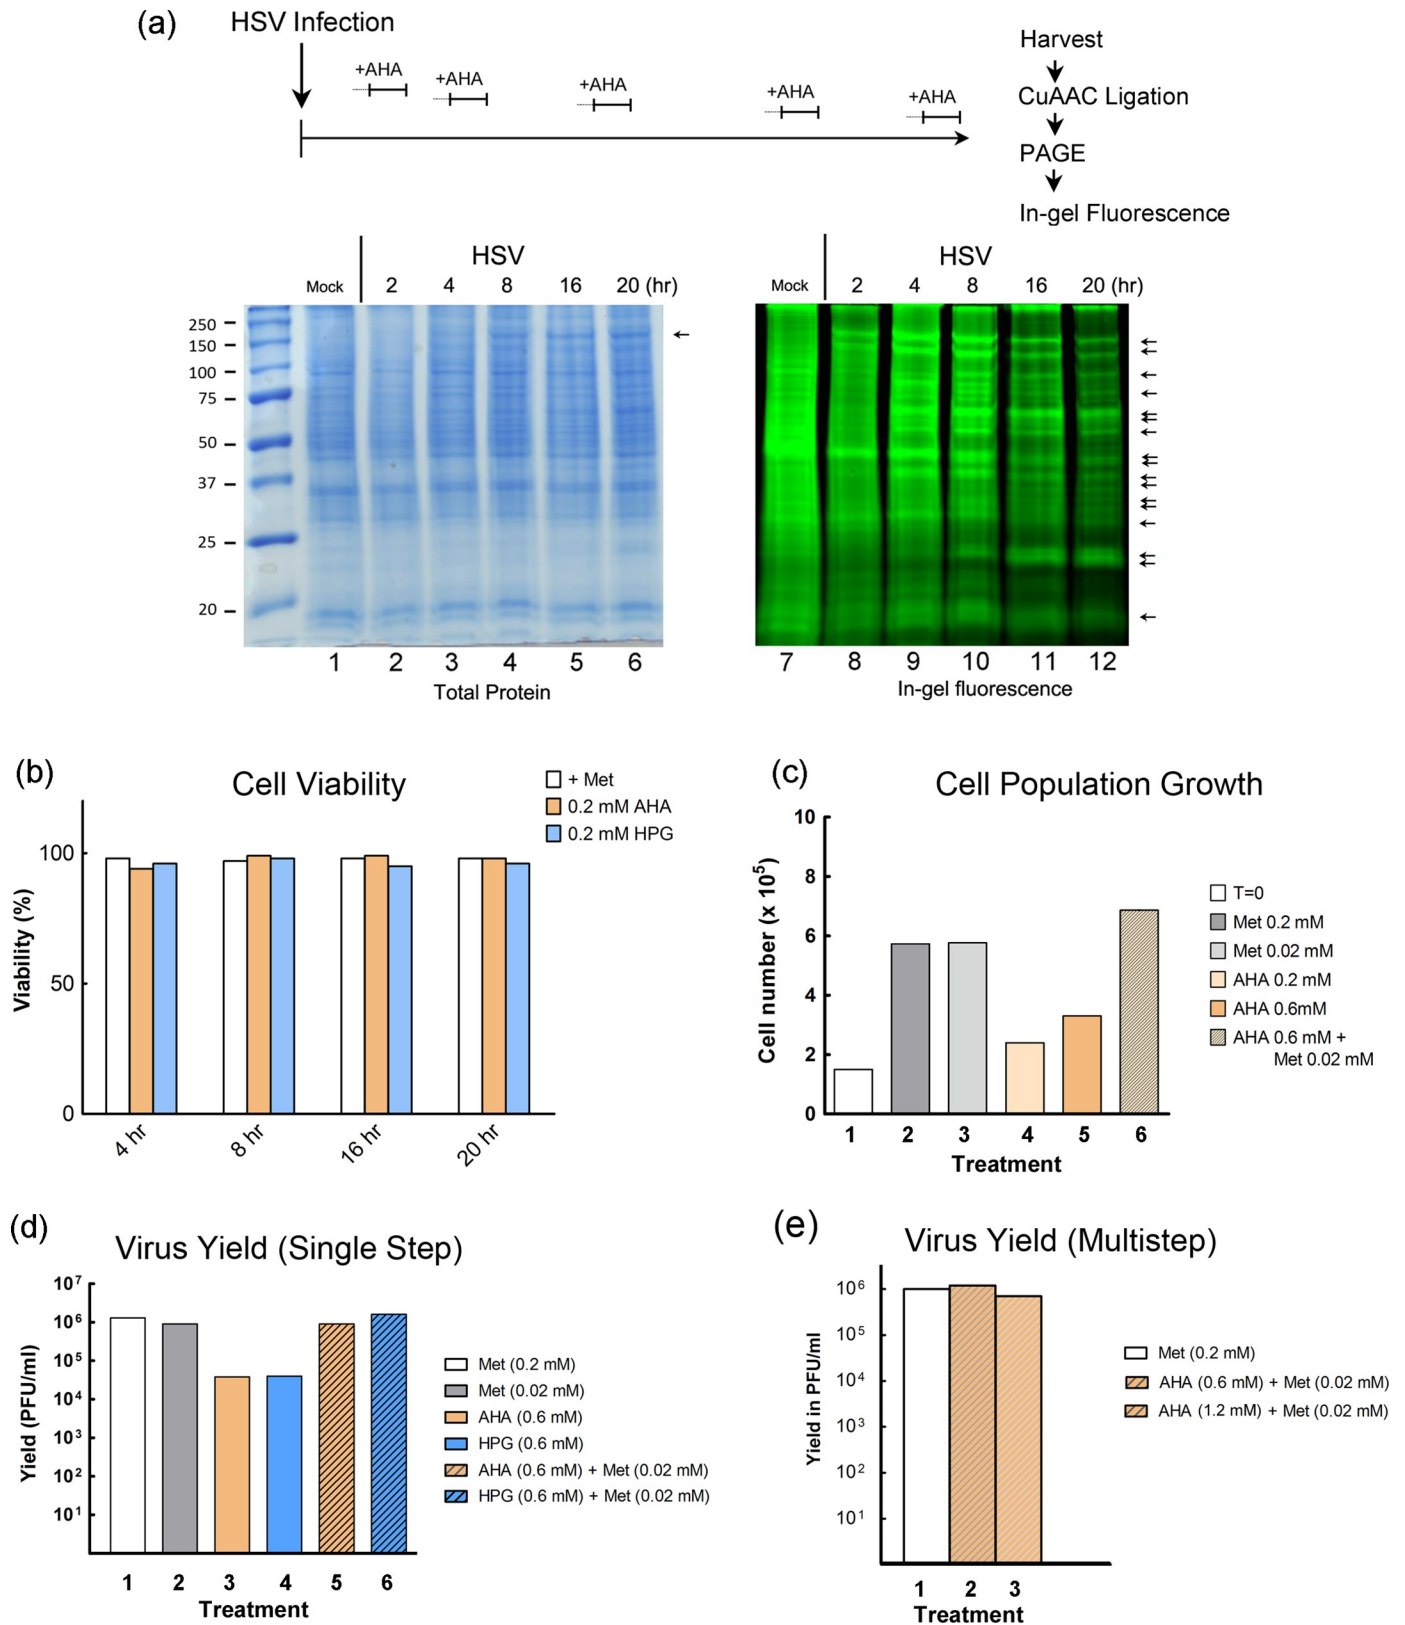 (a)
HSV Infection
+AHA
+AHA
+AHA
+AHA
+AHA
Harvest
CuAAC Ligation
PAGE
In-gel Fluorescence
HSV
Mock 2 4 8 16 20 (hr)
250
150
100
75
50
37
25
20
1 2 3 4 5 6
Total Protein
HSV
Mock 2 4 8 16 20 (hr)
7 8 9 10 11 12
In-gel fluorescence
(b)
Cell Viability
+ Met
0.2 mM AHA
0.2 mM HPG
Viability (%)
100
50
0
4 hr 8 hr 16 hr 20 hr
(c)
Cell Population Growth
Cell number (x 10⁵)
10
8
6
4
2
0
1 2 3 4 5 6
Treatment
T=0
Met 0.2 mM
Met 0.02 mM
AHA 0.2 mM
AHA 0.6mM
AHA 0.6 mM +
Met 0.02 mM
(d)
Virus Yield (Single Step)
Yield (PFU/ml)
10⁷
10⁶
10⁵
10⁴
10³
10²
10¹
1 2 3 4 5 6
Treatment
Met (0.2 mM)
Met (0.02 mM)
AHA (0.6 mM)
HPG (0.6 mM)
AHA (0.6 mM) + Met (0.02 mM)
HPG (0.6 mM) + Met (0.02 mM)
(e)
Virus Yield (Multistep)
Yield in PFU/ml
10⁶
10⁵
10⁴
10³
10²
10¹
1 2 3
Treatment
Met (0.2 mM)
AHA (0.6 mM) + Met (0.02 mM)
AHA (1.2 mM) + Met (0.02 mM)